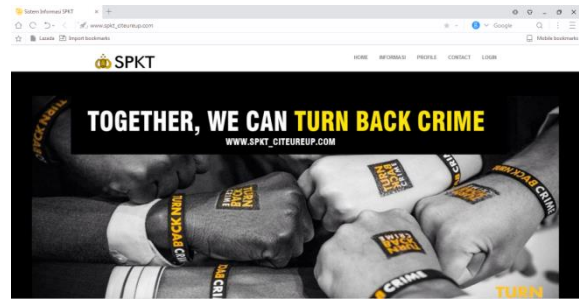 Sistem Informasi SPKT
www.spkt_citeureup.com
Google
Lazada
Import bookmarks
Mobile bookmarks
SPKT
HOME INFORMASI PROFILE CONTACT LOGIN
TOGETHER, WE CAN TURN BACK CRIME
WWW.SPKT_CITEUREUP.COM
TURN
BACK
CRIME
TURN BACK CRIME
BACK
CRIME
TURN